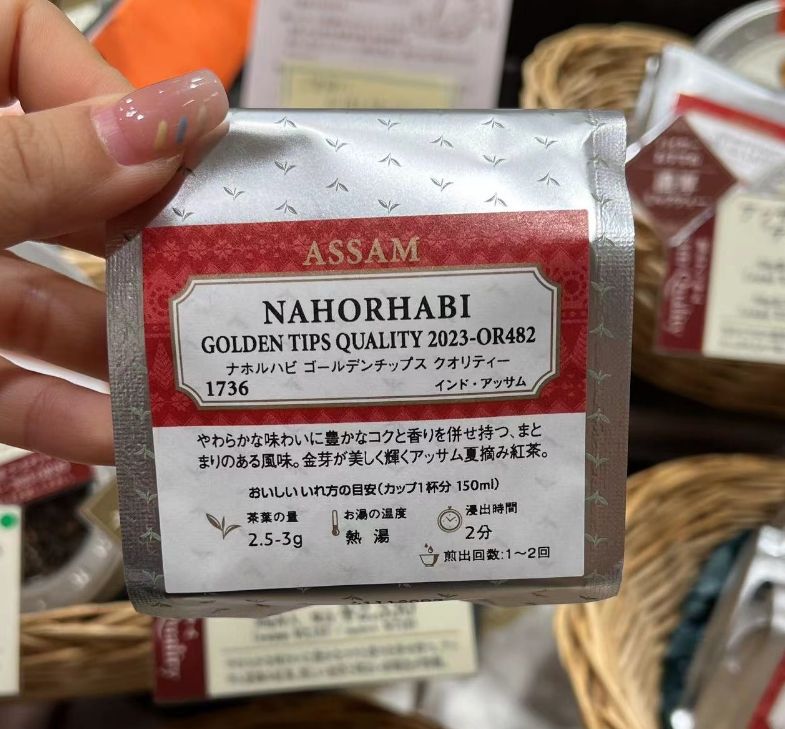 ASSAM
NAHORHABI
GOLDEN TIPS QUALITY 2023-OR482
ナホルハビ ゴールデンチップス クオリティー
1736 インド・アッサム
やわらかな味わいに豊かなコクと香りを併せ持つ、まと
まりのある風味。金芽が美しく輝くアッサム夏摘み紅茶。
おいしいいれ方の目安(カップ1杯分 150ml)
茶葉の量 お湯の温度 浸出時間
2.5-3g 熱湯 2分
煎出回数:1〜2回
Quality
Quality